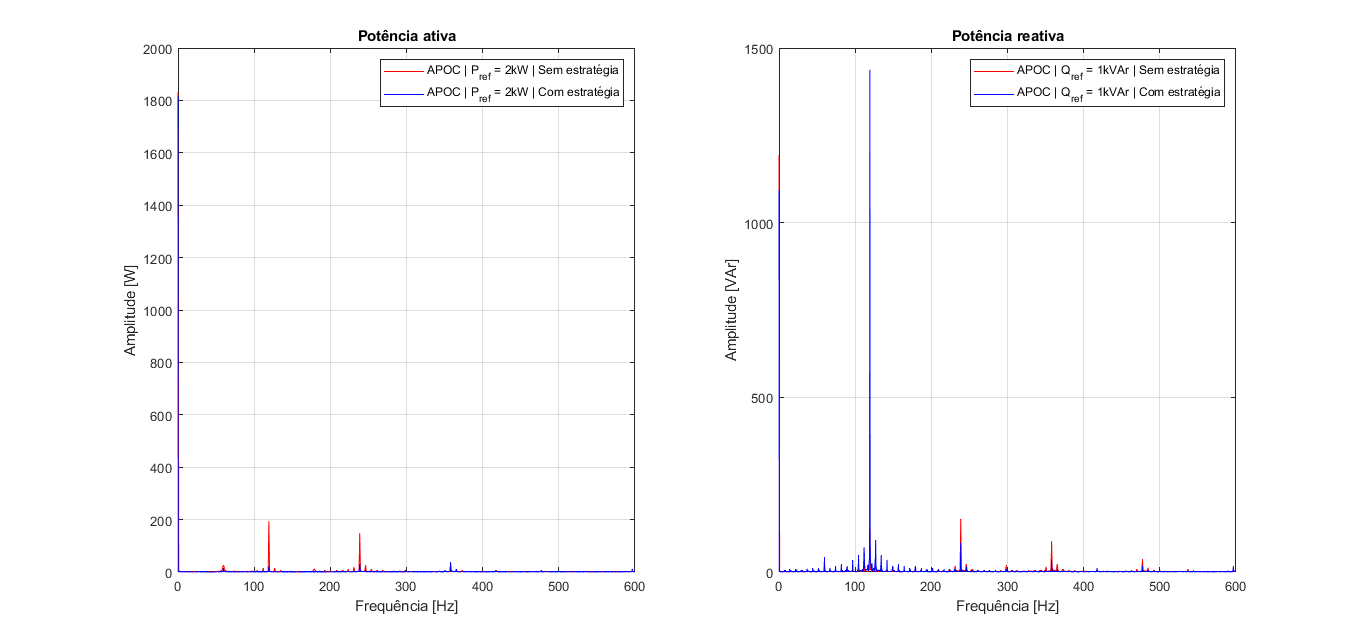 Potência ativa
2000
1800
1600
1400
1200
1000
800
600
400
200
0
Amplitude [W]
APOC | P_ref = 2kW | Sem estratégia
APOC | P_ref = 2kW | Com estratégia
0 100 200 300 400 500 600
Frequência [Hz]
Potência reativa
1500
1000
500
0
Amplitude [VAr]
APOC | Q_ref = 1kVAr | Sem estratégia
APOC | Q_ref = 1kVAr | Com estratégia
0 100 200 300 400 500 600
Frequência [Hz]